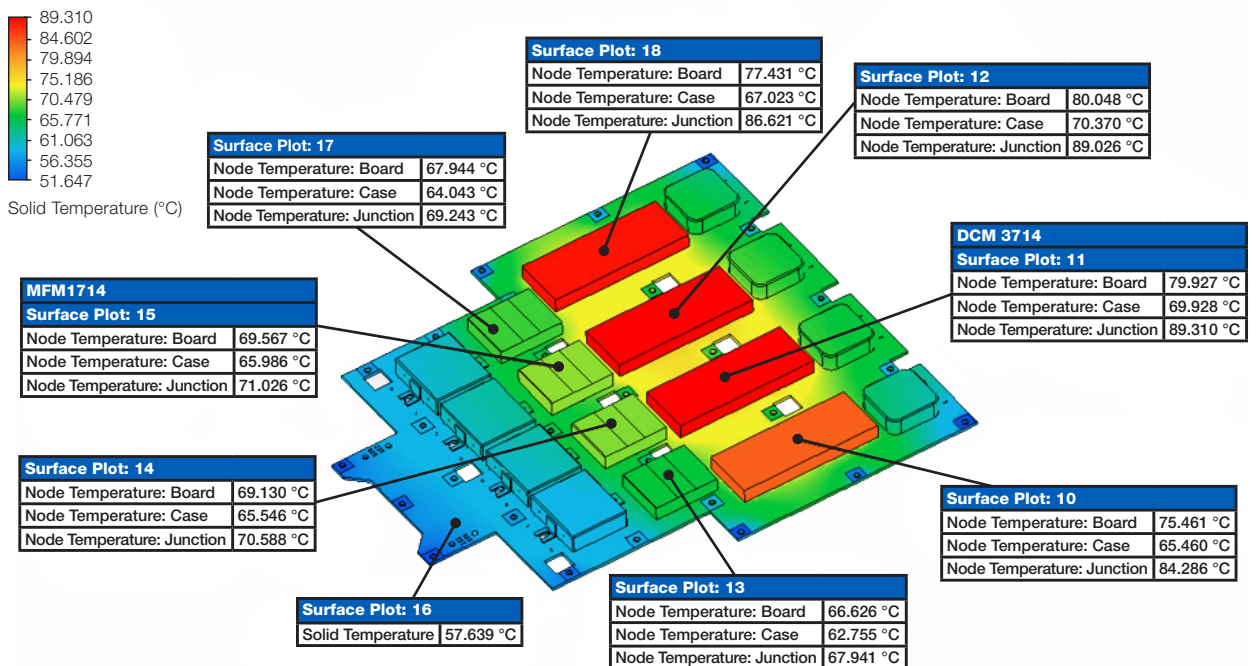 89.310
84.602
79.894
75.186
70.479
65.771
61.063
56.355
51.647
Solid Temperature (°C)
Surface Plot: 18
Node Temperature: Board 77.431 °C
Node Temperature: Case 67.023 °C
Node Temperature: Junction 86.621 °C
Surface Plot: 12
Node Temperature: Board 80.048 °C
Node Temperature: Case 70.370 °C
Node Temperature: Junction 89.026 °C
Surface Plot: 17
Node Temperature: Board 67.944 °C
Node Temperature: Case 64.043 °C
Node Temperature: Junction 69.243 °C
DCM 3714
Surface Plot: 11
Node Temperature: Board 79.927 °C
Node Temperature: Case 69.928 °C
Node Temperature: Junction 89.310 °C
MFM1714
Surface Plot: 15
Node Temperature: Board 69.567 °C
Node Temperature: Case 65.986 °C
Node Temperature: Junction 71.026 °C
Surface Plot: 14
Node Temperature: Board 69.130 °C
Node Temperature: Case 65.546 °C
Node Temperature: Junction 70.588 °C
Surface Plot: 10
Node Temperature: Board 75.461 °C
Node Temperature: Case 65.460 °C
Node Temperature: Junction 84.286 °C
Surface Plot: 16
Solid Temperature 57.639 °C
Surface Plot: 13
Node Temperature: Board 66.626 °C
Node Temperature: Case 62.755 °C
Node Temperature: Junction 67.941 °C